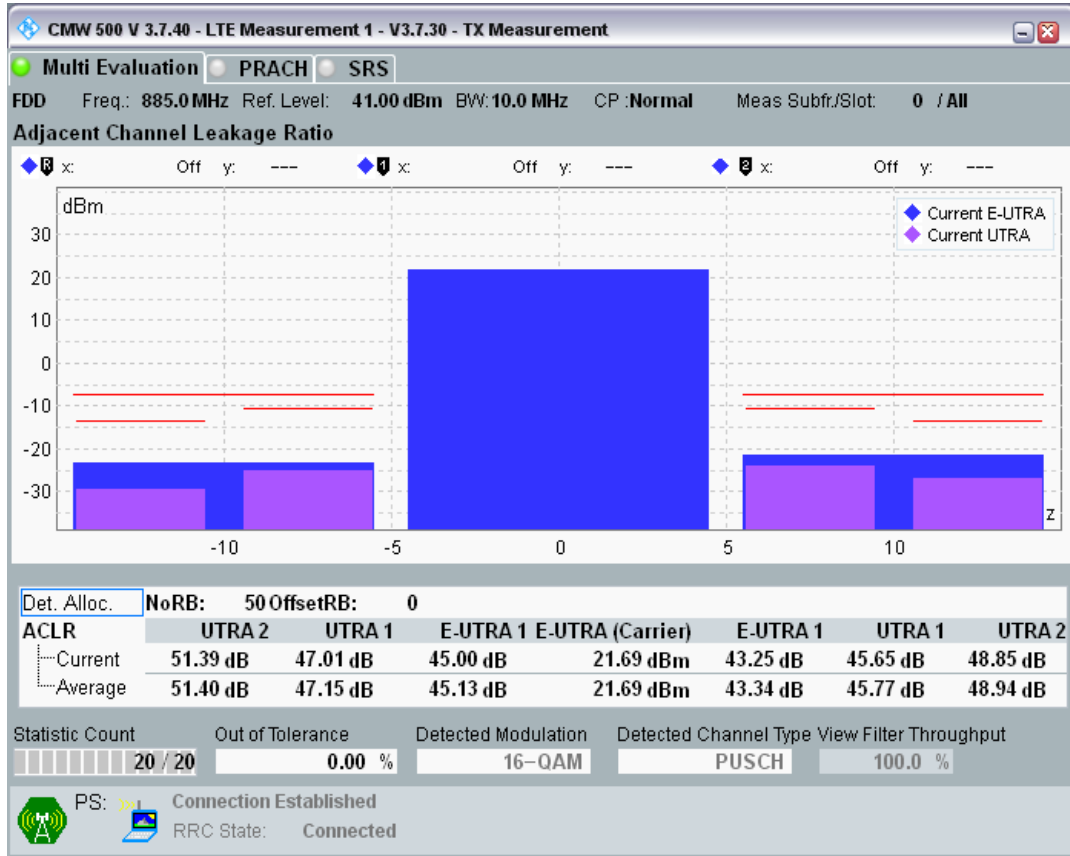 CMW 500 V 3.7.40 - LTE Measurement 1 - V3.7.30 - TX Measurement
Multi Evaluation PRACH SRS
FDD Freq.: 885.0 MHz Ref. Level: 41.00 dBm BW: 10.0 MHz CP :Normal Meas Subfr./Slot: 0 / All
Adjacent Channel Leakage Ratio
R x: Off y: --- 1 x: Off y: --- 2 x: Off y: ---
dBm
Current E-UTRA
Current UTRA
30
20
10
0
-10
-20
-30
z
-10 -5 0 5 10
Det. Alloc. NoRB: 50 OffsetRB: 0
ACLR UTRA 2 UTRA 1 E-UTRA 1 E-UTRA (Carrier) E-UTRA 1 UTRA 1 UTRA 2
Current 51.39 dB 47.01 dB 45.00 dB 21.69 dBm 43.25 dB 45.65 dB 48.85 dB
Average 51.40 dB 47.15 dB 45.13 dB 21.69 dBm 43.34 dB 45.77 dB 48.94 dB
Statistic Count Out of Tolerance Detected Modulation Detected Channel Type View Filter Throughput
20 / 20 0.00 % 16-QAM PUSCH 100.0 %
PS: Connection Established
RRC State: Connected